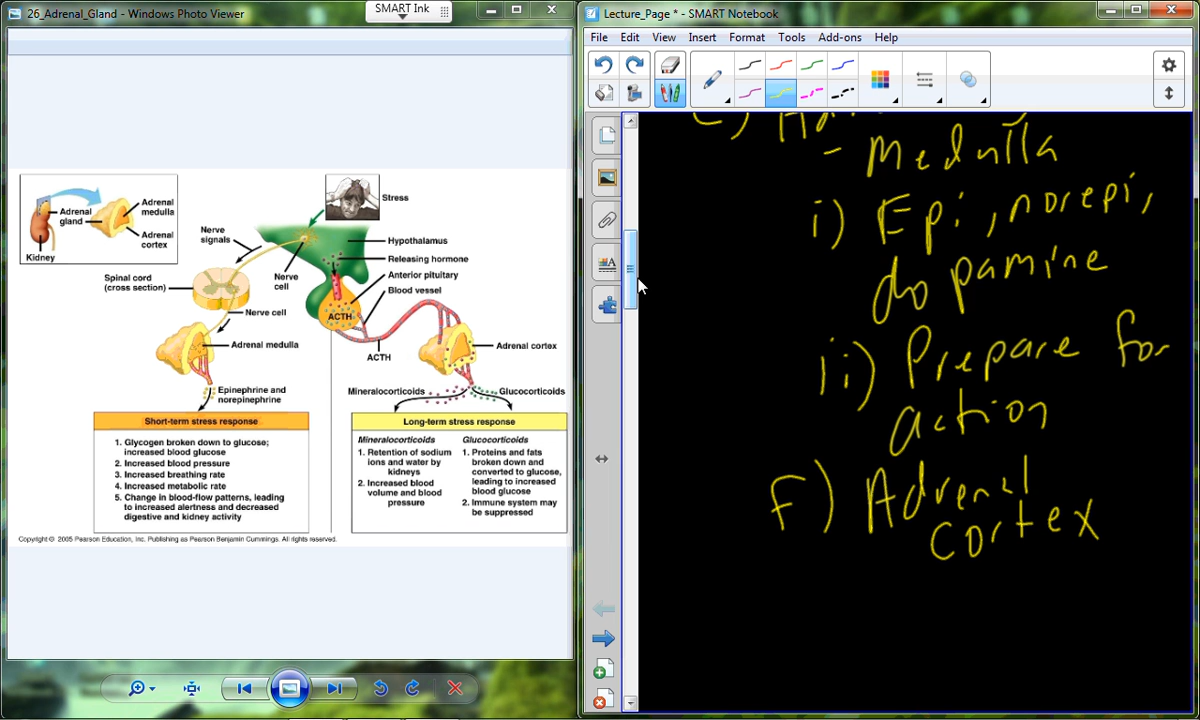 26_Adrenal_Gland - Windows Photo Viewer
SMART Ink
Adrenal gland
Adrenal medulla
Adrenal cortex
Kidney
Stress
Nerve signals
Hypothalamus
Releasing hormone
Anterior pituitary
Blood vessel
Nerve cell
Spinal cord
(cross section)
Nerve cell
ACTH
ACTH
Adrenal medulla
Adrenal cortex
Epinephrine and
norepinephrine
Mineralocorticoids
Glucocorticoids
Short-term stress response
1. Glycogen broken down to glucose;
increased blood glucose
2. Increased blood pressure
3. Increased breathing rate
4. Increased metabolic rate
5. Change in blood-flow patterns, leading
to increased alertness and decreased
digestive and kidney activity
Long-term stress response
Mineralocorticoids
1. Retention of sodium
ions and water by
kidneys
2. Increased blood
volume and blood
pressure
Glucocorticoids
1. Proteins and fats
broken down and
converted to glucose,
leading to increased
blood glucose
2. Immune system may
be suppressed
Copyright © 2005 Pearson Education, Inc. Publishing as Pearson Benjamin Cummings. All rights reserved.
Lecture_Page * - SMART Notebook
File Edit View Insert Format Tools Add-ons Help
- Medulla
i) Epi, norepi,
dopamine
ii) Prepare for
action
F) Adrenal
cortex